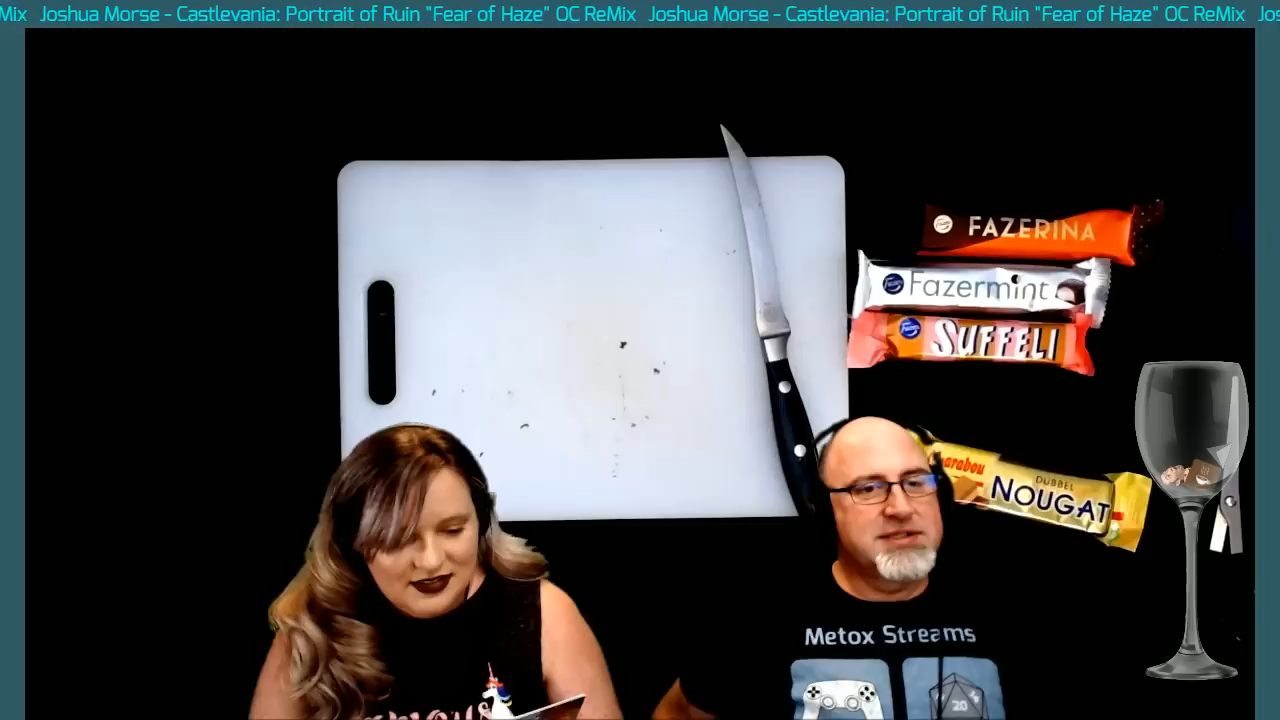 Mix Joshua Morse - Castlevania: Portrait of Ruin "Fear of Haze" OC ReMix Joshua Morse - Castlevania: Portrait of Ruin "Fear of Haze" OC ReMix Jos
FAZERINA
Fazermint
SUFFELI
arabou
DUBBEL
NOUGAT
Metox Streams
20